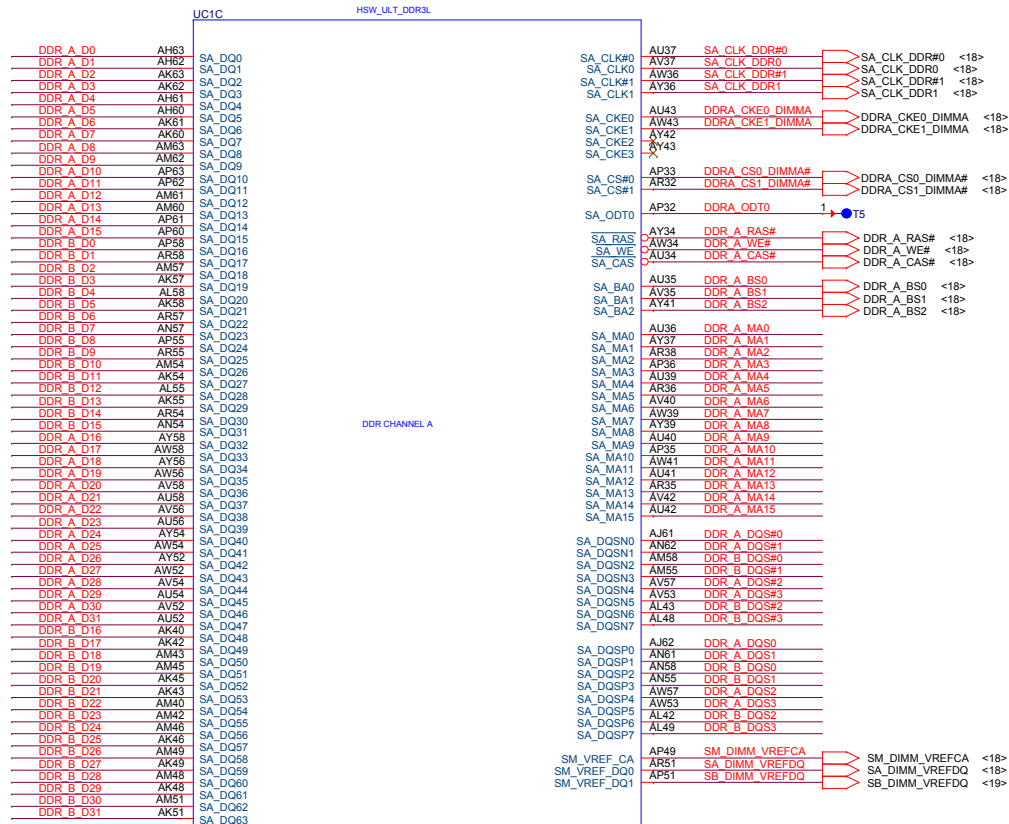 UC1C
HSW_ULT_DDR3L
DDR_A_D0 AH63 SA_DQ0
DDR_A_D1 AH62 SA_DQ1
DDR_A_D2 AK63 SA_DQ2
DDR_A_D3 AK62 SA_DQ3
DDR_A_D4 AH61 SA_DQ4
DDR_A_D5 AH60 SA_DQ5
DDR_A_D6 AK61 SA_DQ6
DDR_A_D7 AK60 SA_DQ7
DDR_A_D8 AM63 SA_DQ8
DDR_A_D9 AM62 SA_DQ9
DDR_A_D10 AP63 SA_DQ10
DDR_A_D11 AP62 SA_DQ11
DDR_A_D12 AM61 SA_DQ12
DDR_A_D13 AM60 SA_DQ13
DDR_A_D14 AP61 SA_DQ14
DDR_A_D15 AP60 SA_DQ15
DDR_B_D0 AP58 SA_DQ16
DDR_B_D1 AR58 SA_DQ17
DDR_B_D2 AM57 SA_DQ18
DDR_B_D3 AK57 SA_DQ19
DDR_B_D4 AL58 SA_DQ20
DDR_B_D5 AK58 SA_DQ21
DDR_B_D6 AR57 SA_DQ22
DDR_B_D7 AN57 SA_DQ23
DDR_B_D8 AP55 SA_DQ24
DDR_B_D9 AR55 SA_DQ25
DDR_B_D10 AM54 SA_DQ26
DDR_B_D11 AK54 SA_DQ27
DDR_B_D12 AL55 SA_DQ28
DDR_B_D13 AK55 SA_DQ29
DDR_B_D14 AR54 SA_DQ30
DDR_B_D15 AN54 SA_DQ31
DDR_A_D16 AY58 SA_DQ32
DDR_A_D17 AW58 SA_DQ33
DDR_A_D18 AY56 SA_DQ34
DDR_A_D19 AW56 SA_DQ35
DDR_A_D20 AV58 SA_DQ36
DDR_A_D21 AU58 SA_DQ37
DDR_A_D22 AV56 SA_DQ38
DDR_A_D23 AU56 SA_DQ39
DDR_A_D24 AY54 SA_DQ40
DDR_A_D25 AW54 SA_DQ41
DDR_A_D26 AY52 SA_DQ42
DDR_A_D27 AW52 SA_DQ43
DDR_A_D28 AV54 SA_DQ44
DDR_A_D29 AU54 SA_DQ45
DDR_A_D30 AV52 SA_DQ46
DDR_A_D31 AU52 SA_DQ47
DDR_B_D16 AK40 SA_DQ48
DDR_B_D17 AK42 SA_DQ49
DDR_B_D18 AM43 SA_DQ50
DDR_B_D19 AM45 SA_DQ51
DDR_B_D20 AK45 SA_DQ52
DDR_B_D21 AK43 SA_DQ53
DDR_B_D22 AM40 SA_DQ54
DDR_B_D23 AM42 SA_DQ55
DDR_B_D24 AM46 SA_DQ56
DDR_B_D25 AK46 SA_DQ57
DDR_B_D26 AM49 SA_DQ58
DDR_B_D27 AK49 SA_DQ59
DDR_B_D28 AM48 SA_DQ60
DDR_B_D29 AK48 SA_DQ61
DDR_B_D30 AM51 SA_DQ62
DDR_B_D31 AK51 SA_DQ63
DDR CHANNEL A
SA_CLK#0 AU37 SA_CLK_DDR#0 SA_CLK_DDR#0 <18>
SA_CLK0 AV37 SA_CLK_DDR0 SA_CLK_DDR0 <18>
SA_CLK#1 AW36 SA_CLK_DDR#1 SA_CLK_DDR#1 <18>
SA_CLK1 AY36 SA_CLK_DDR1 SA_CLK_DDR1 <18>
SA_CKE0 AU43 DDRA_CKE0_DIMMA DDRA_CKE0_DIMMA <18>
SA_CKE1 AW43 DDRA_CKE1_DIMMA DDRA_CKE1_DIMMA <18>
SA_CKE2 AY42
SA_CKE3 AY43
SA_CS#0 AP33 DDRA_CS0_DIMMA# DDRA_CS0_DIMMA# <18>
SA_CS#1 AR32 DDRA_CS1_DIMMA# DDRA_CS1_DIMMA# <18>
SA_ODT0 AP32 DDRA_ODT0 1 T5
SA_RAS AY34 DDR_A_RAS# DDR_A_RAS# <18>
SA_WE AW34 DDR_A_WE# DDR_A_WE# <18>
SA_CAS AU34 DDR_A_CAS# DDR_A_CAS# <18>
SA_BA0 AU35 DDR_A_BS0 DDR_A_BS0 <18>
SA_BA1 AV35 DDR_A_BS1 DDR_A_BS1 <18>
SA_BA2 AY41 DDR_A_BS2 DDR_A_BS2 <18>
SA_MA0 AU36 DDR_A_MA0
SA_MA1 AY37 DDR_A_MA1
SA_MA2 AR38 DDR_A_MA2
SA_MA3 AP36 DDR_A_MA3
SA_MA4 AU39 DDR_A_MA4
SA_MA5 AR36 DDR_A_MA5
SA_MA6 AV40 DDR_A_MA6
SA_MA7 AW39 DDR_A_MA7
SA_MA8 AY39 DDR_A_MA8
SA_MA9 AU40 DDR_A_MA9
SA_MA10 AP35 DDR_A_MA10
SA_MA11 AW41 DDR_A_MA11
SA_MA12 AU41 DDR_A_MA12
SA_MA13 AR35 DDR_A_MA13
SA_MA14 AV42 DDR_A_MA14
SA_MA15 AU42 DDR_A_MA15
SA_DQSN0 AJ61 DDR_A_DQS#0
SA_DQSN1 AN62 DDR_A_DQS#1
SA_DQSN2 AM58 DDR_B_DQS#0
SA_DQSN3 AM55 DDR_B_DQS#1
SA_DQSN4 AV57 DDR_A_DQS#2
SA_DQSN5 AV53 DDR_A_DQS#3
SA_DQSN6 AL43 DDR_B_DQS#2
SA_DQSN7 AL48 DDR_B_DQS#3
SA_DQSP0 AJ62 DDR_A_DQS0
SA_DQSP1 AN61 DDR_A_DQS1
SA_DQSP2 AN58 DDR_B_DQS0
SA_DQSP3 AN55 DDR_B_DQS1
SA_DQSP4 AW57 DDR_A_DQS2
SA_DQSP5 AW53 DDR_A_DQS3
SA_DQSP6 AL42 DDR_B_DQS2
SA_DQSP7 AL49 DDR_B_DQS3
SM_VREF_CA AP49 SM_DIMM_VREFCA SM_DIMM_VREFCA <18>
SM_VREF_DQ0 AR51 SA_DIMM_VREFDQ SA_DIMM_VREFDQ <18>
SM_VREF_DQ1 AP51 SB_DIMM_VREFDQ SB_DIMM_VREFDQ <19>